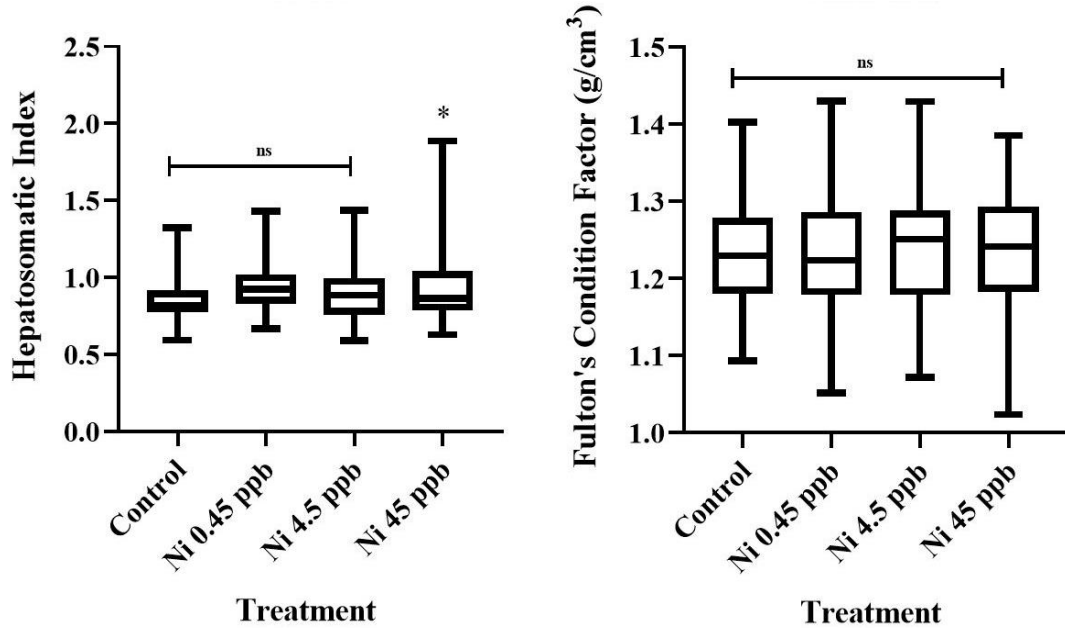 Hepatosomatic Index
2.5
2.0
1.5
1.0
0.5
0.0
ns
*
Control
Ni 0.45 ppb
Ni 4.5 ppb
Ni 45 ppb
Treatment
Fulton's Condition Factor (g/cm³)
1.5
1.4
1.3
1.2
1.1
1.0
ns
Control
Ni 0.45 ppb
Ni 4.5 ppb
Ni 45 ppb
Treatment